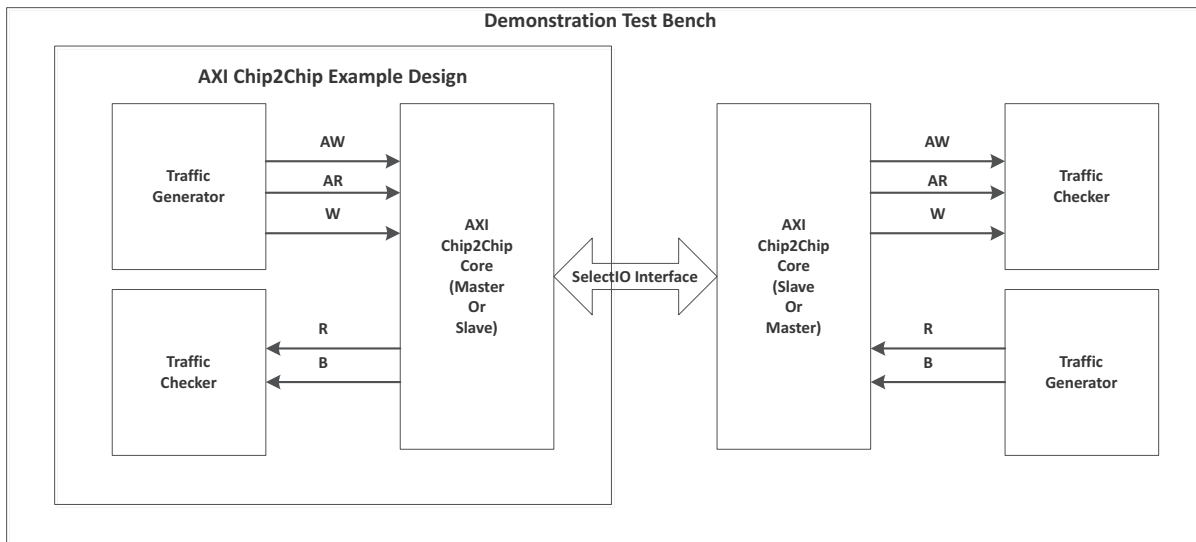 Demonstration Test Bench
AXI Chip2Chip Example Design
Traffic
Generator
AW
AR
W
AXI
Chip2Chip
Core
(Master
Or
Slave)
Traffic
Checker
R
B
SelectIO Interface
AXI
Chip2Chip
Core
(Slave
Or
Master)
AW
AR
W
Traffic
Checker
R
B
Traffic
Generator